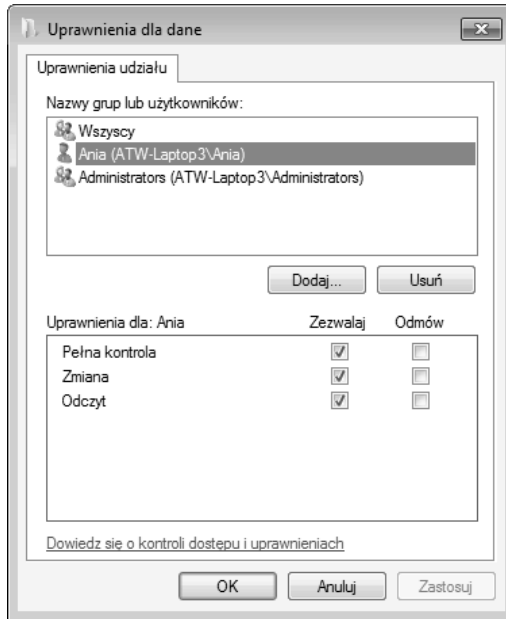 Uprawnienia dla dane
Uprawnienia udziału
Nazwy grup lub użytkowników:
Wszyscy
Ania (ATW-Laptop3\Ania)
Administrators (ATW-Laptop3\Administrators)
Dodaj... Usuń
Uprawnienia dla: Ania Zezwalaj Odmów
Pełna kontrola
Zmiana
Odczyt
Dowiedz się o kontroli dostępu i uprawnieniach
OK Anuluj Zastosuj